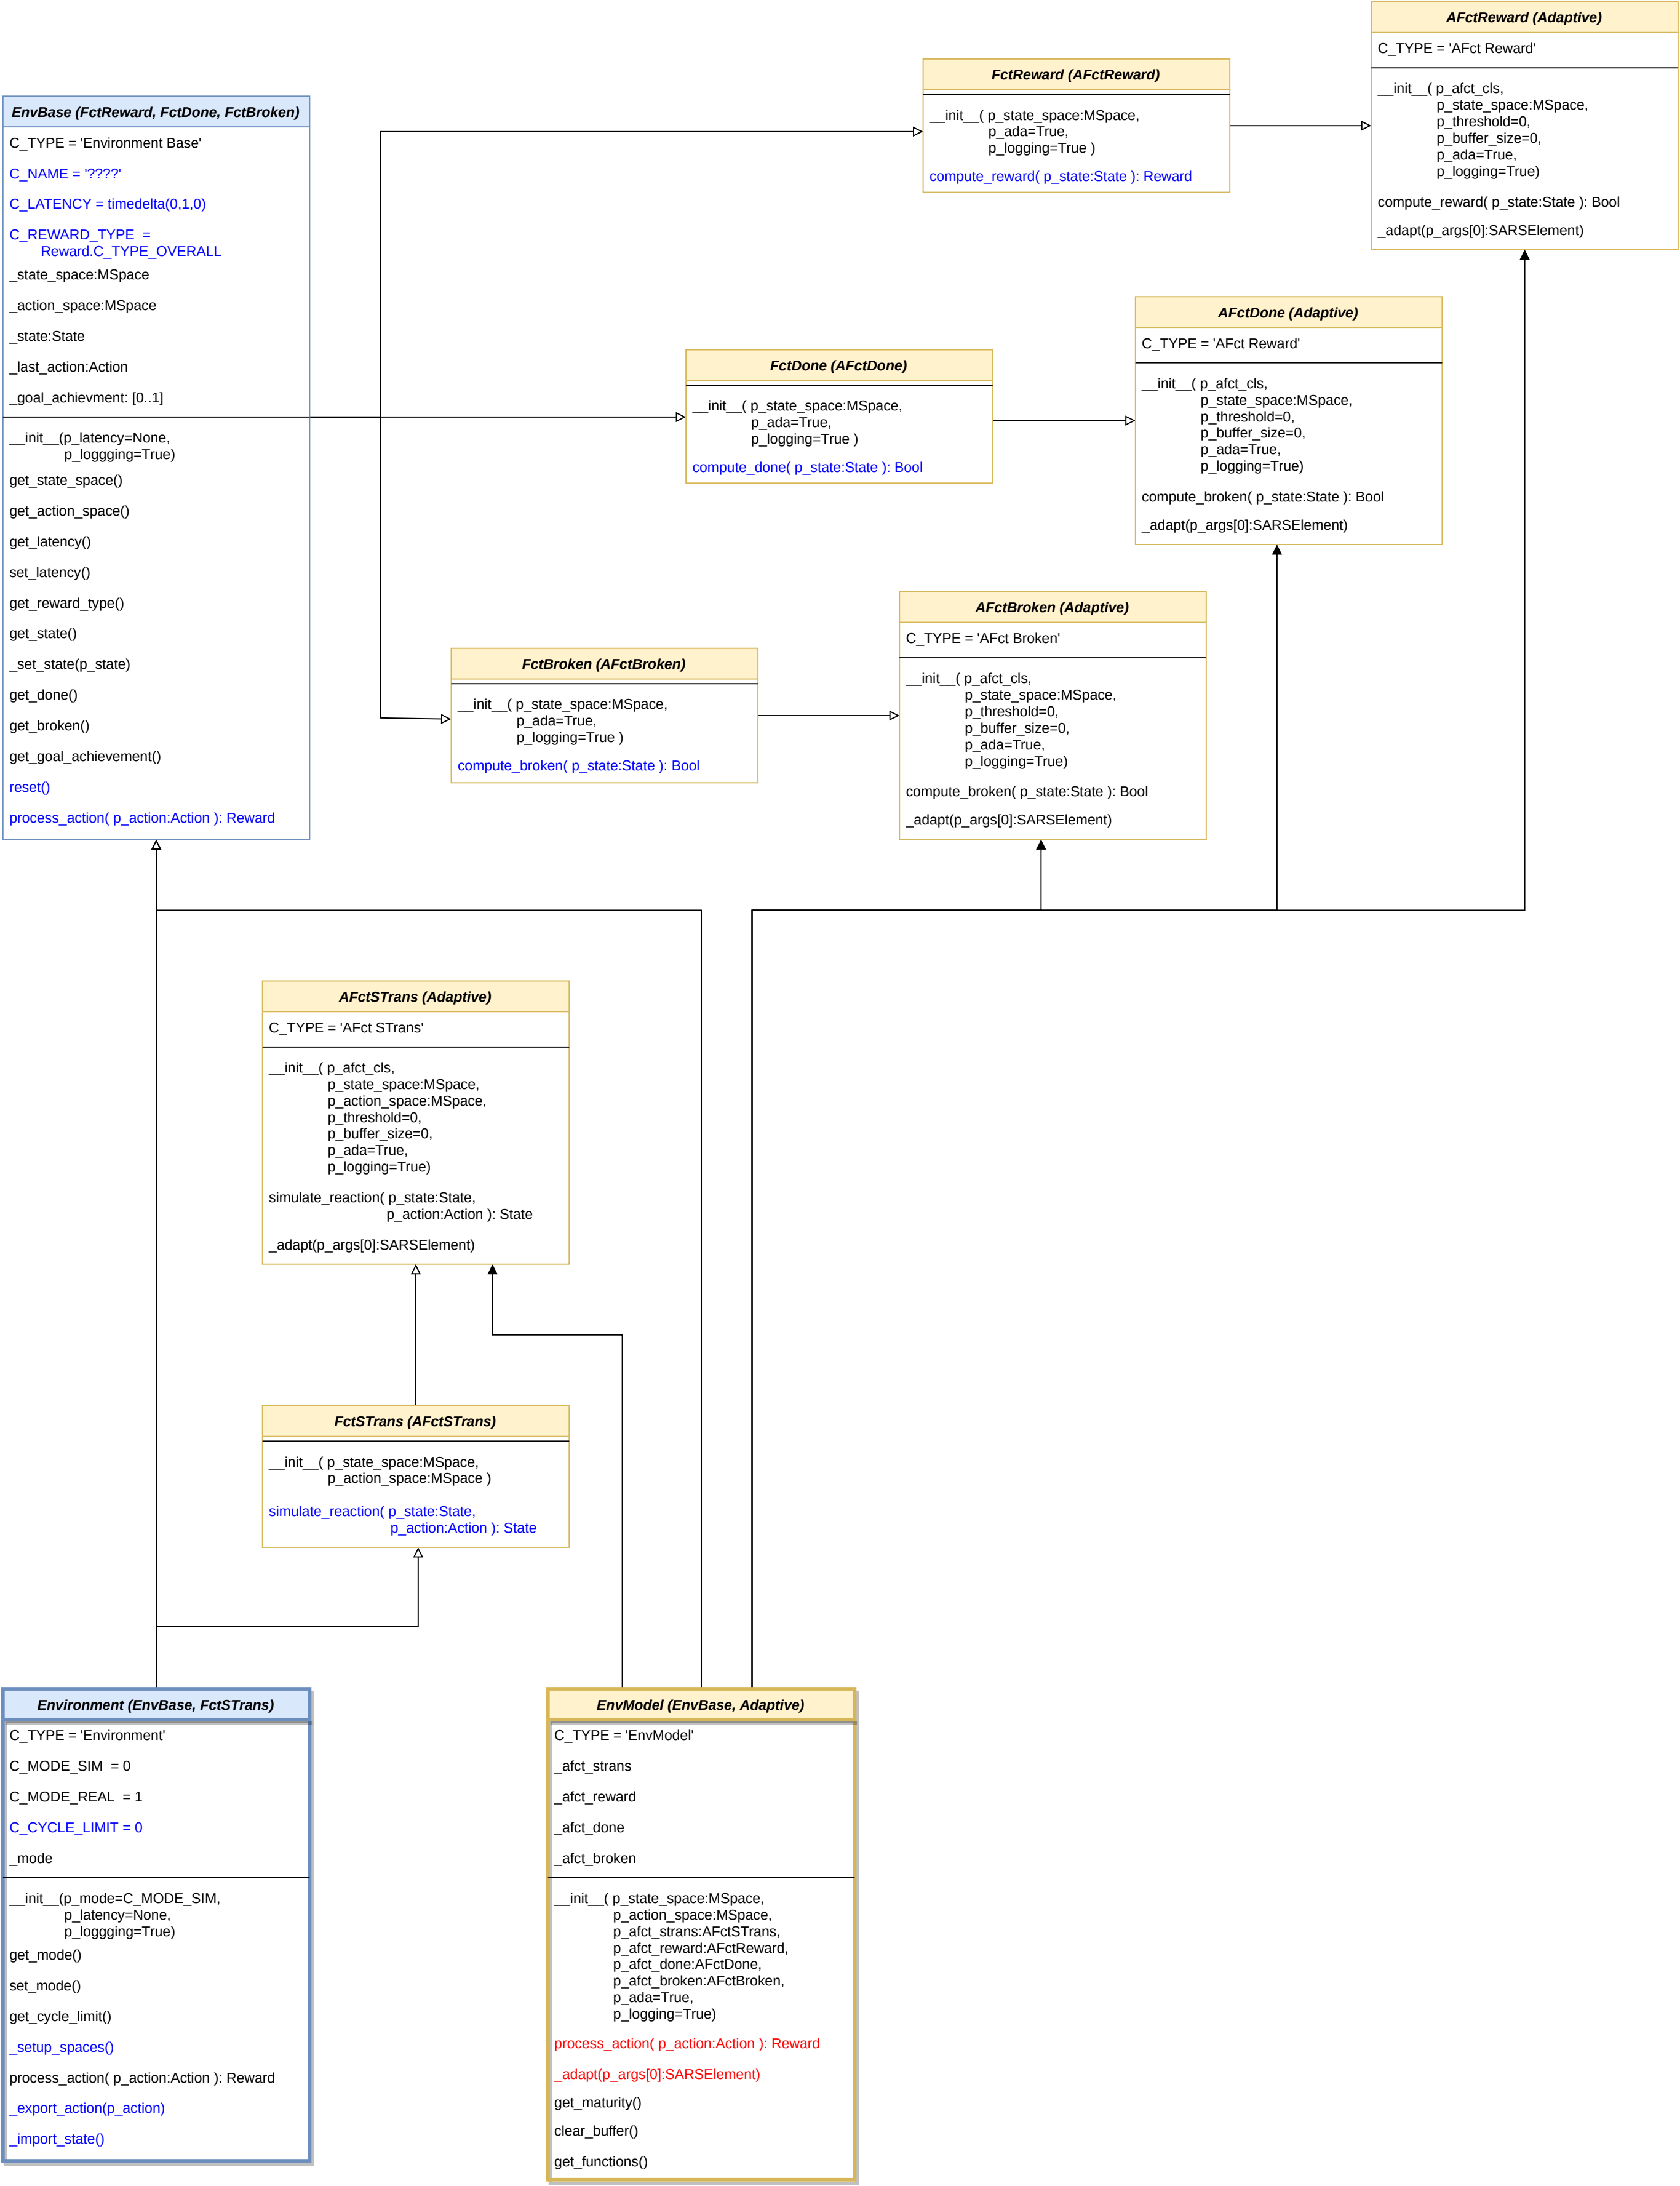 AFctReward (Adaptive)
C_TYPE = 'AFct Reward'
__init__( p_afct_cls,
p_state_space:MSpace,
p_threshold=0,
p_buffer_size=0,
p_ada=True,
p_logging=True)
compute_reward( p_state:State ): Bool
_adapt(p_args[0]:SARSElement)
FctReward (AFctReward)
__init__( p_state_space:MSpace,
p_ada=True,
p_logging=True )
compute_reward( p_state:State ): Reward
EnvBase (FctReward, FctDone, FctBroken)
C_TYPE = 'Environment Base'
C_NAME = '????'
C_LATENCY = timedelta(0,1,0)
C_REWARD_TYPE  =
Reward.C_TYPE_OVERALL
_state_space:MSpace
_action_space:MSpace
_state:State
_last_action:Action
_goal_achievment: [0..1]
__init__(p_latency=None,
p_loggging=True)
get_state_space()
get_action_space()
get_latency()
set_latency()
get_reward_type()
get_state()
_set_state(p_state)
get_done()
get_broken()
get_goal_achievement()
reset()
process_action( p_action:Action ): Reward
AFctDone (Adaptive)
C_TYPE = 'AFct Reward'
__init__( p_afct_cls,
p_state_space:MSpace,
p_threshold=0,
p_buffer_size=0,
p_ada=True,
p_logging=True)
compute_broken( p_state:State ): Bool
_adapt(p_args[0]:SARSElement)
FctDone (AFctDone)
__init__( p_state_space:MSpace,
p_ada=True,
p_logging=True )
compute_done( p_state:State ): Bool
AFctBroken (Adaptive)
C_TYPE = 'AFct Broken'
__init__( p_afct_cls,
p_state_space:MSpace,
p_threshold=0,
p_buffer_size=0,
p_ada=True,
p_logging=True)
compute_broken( p_state:State ): Bool
_adapt(p_args[0]:SARSElement)
FctBroken (AFctBroken)
__init__( p_state_space:MSpace,
p_ada=True,
p_logging=True )
compute_broken( p_state:State ): Bool
AFctSTrans (Adaptive)
C_TYPE = 'AFct STrans'
__init__( p_afct_cls,
p_state_space:MSpace,
p_action_space:MSpace,
p_threshold=0,
p_buffer_size=0,
p_ada=True,
p_logging=True)
simulate_reaction( p_state:State,
p_action:Action ): State
_adapt(p_args[0]:SARSElement)
FctSTrans (AFctSTrans)
__init__( p_state_space:MSpace,
p_action_space:MSpace )
simulate_reaction( p_state:State,
p_action:Action ): State
Environment (EnvBase, FctSTrans)
C_TYPE = 'Environment'
C_MODE_SIM  = 0
C_MODE_REAL  = 1
C_CYCLE_LIMIT = 0
_mode
__init__(p_mode=C_MODE_SIM,
p_latency=None,
p_loggging=True)
get_mode()
set_mode()
get_cycle_limit()
_setup_spaces()
process_action( p_action:Action ): Reward
_export_action(p_action)
_import_state()
EnvModel (EnvBase, Adaptive)
C_TYPE = 'EnvModel'
_afct_strans
_afct_reward
_afct_done
_afct_broken
__init__( p_state_space:MSpace,
p_action_space:MSpace,
p_afct_strans:AFctSTrans,
p_afct_reward:AFctReward,
p_afct_done:AFctDone,
p_afct_broken:AFctBroken,
p_ada=True,
p_logging=True)
process_action( p_action:Action ): Reward
_adapt(p_args[0]:SARSElement)
get_maturity()
clear_buffer()
get_functions()